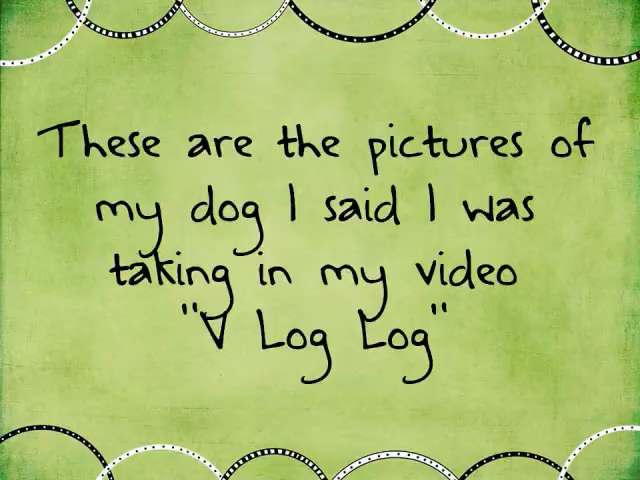 These are the pictures of
my dog I said I was
taking in my video
"V Log Log"